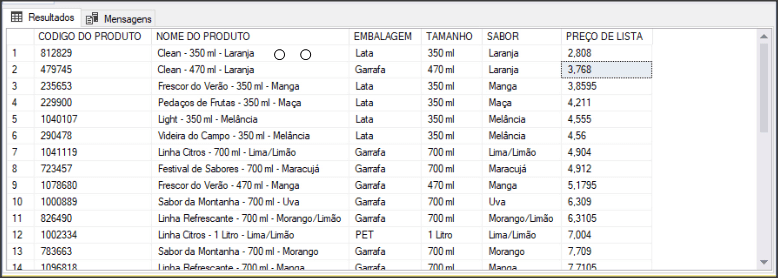 Resultados Mensagens
CODIGO DO PRODUTO NOME DO PRODUTO EMBALAGEM TAMANHO SABOR PREÇO DE LISTA
1 812829 Clean - 350 ml - Laranja Lata 350 ml Laranja 2,808
2 479745 Clean - 470 ml - Laranja Garrafa 470 ml Laranja 3,768
3 235653 Frescor do Verão - 350 ml - Manga Lata 350 ml Manga 3,8595
4 229900 Pedaços de Frutas - 350 ml - Maça Lata 350 ml Maça 4,211
5 1040107 Light - 350 ml - Melância Lata 350 ml Melância 4,555
6 290478 Videira do Campo - 350 ml - Melância Lata 350 ml Melância 4,56
7 1041119 Linha Citros - 700 ml - Lima/Limão Garrafa 700 ml Lima/Limão 4,904
8 723457 Festival de Sabores - 700 ml - Maracujá Garrafa 700 ml Maracujá 4,912
9 1078680 Frescor do Verão - 470 ml - Manga Garrafa 470 ml Manga 5,1795
10 1000889 Sabor da Montanha - 700 ml - Uva Garrafa 700 ml Uva 6,309
11 826490 Linha Refrescante - 700 ml - Morango/Limão Garrafa 700 ml Morango/Limão 6,3105
12 1002334 Linha Citros - 1 Litro - Lima/Limão PET 1 Litro Lima/Limão 7,004
13 783663 Sabor da Montanha - 700 ml - Morango Garrafa 700 ml Morango 7,709
14 1096818 Linha Refrescante - 700 ml - Manga Garrafa 700 ml Manga 7,7105